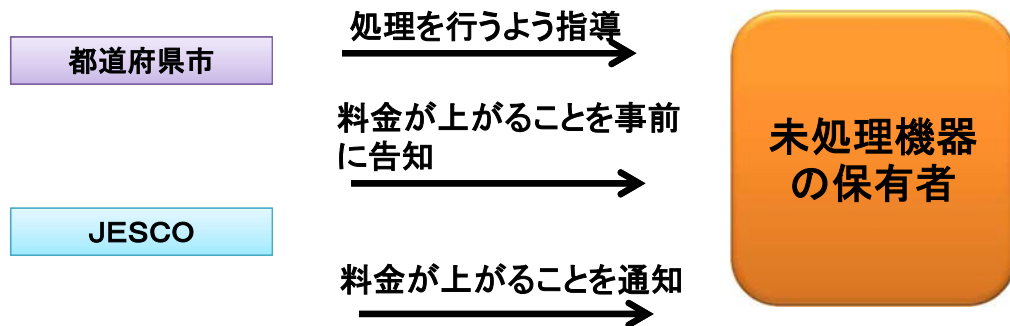 処理を行うよう指導
都道府県市
料金が上がることを事前
に告知
未処理機器
の保有者
JESCO
料金が上がることを通知